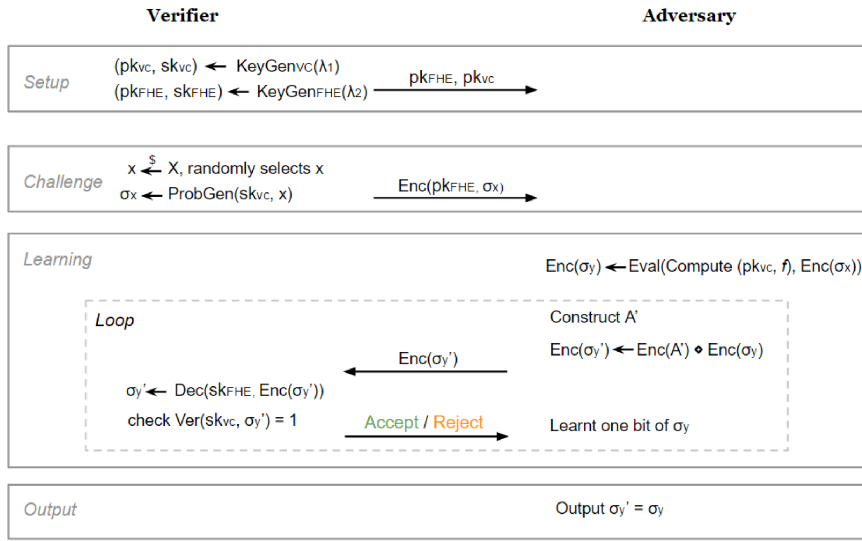 Verifier Adversary
Setup
(pkvc, skvc) ← KeyGenVC(λ1)
(pkFHE, skFHE) ← KeyGenFHE(λ2)
pkFHE, pkvc
Challenge
x ←$ X, randomly selects x
σx ← ProbGen(skvc, x)
Enc(pkFHE, σx)
Learning
Enc(σy) ← Eval(Compute (pkvc, f), Enc(σx))
Loop
Construct A'
Enc(σy') ← Enc(A') ⋄ Enc(σy)
Enc(σy')
σy' ← Dec(skFHE, Enc(σy'))
check Ver(skvc, σy') = 1
Accept / Reject
Learnt one bit of σy
Output
Output σy' = σy